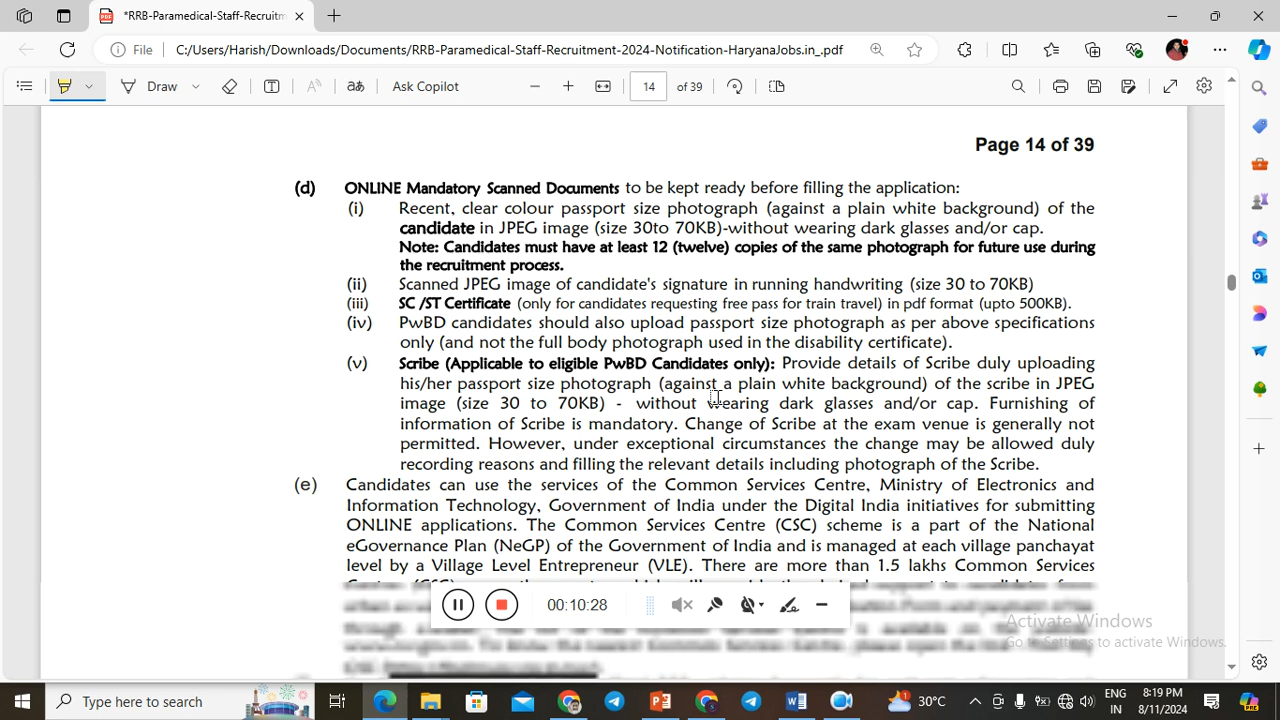 *RRB-Paramedical-Staff-Recruitm
File C:/Users/Harish/Downloads/Documents/RRB-Paramedical-Staff-Recruitment-2024-Notification-HaryanaJobs.in_.pdf
Draw aあ Ask Copilot 14 of 39
Page 14 of 39
(d) ONLINE Mandatory Scanned Documents to be kept ready before filling the application:
(i) Recent, clear colour passport size photograph (against a plain white background) of the
candidate in JPEG image (size 30to 70KB)-without wearing dark glasses and/or cap.
Note: Candidates must have at least 12 (twelve) copies of the same photograph for future use during
the recruitment process.
(ii) Scanned JPEG image of candidate's signature in running handwriting (size 30 to 70KB)
(iii) SC /ST Certificate (only for candidates requesting free pass for train travel) in pdf format (upto 500KB).
(iv) PwBD candidates should also upload passport size photograph as per above specifications
only (and not the full body photograph used in the disability certificate).
(v) Scribe (Applicable to eligible PwBD Candidates only): Provide details of Scribe duly uploading
his/her passport size photograph (against a plain white background) of the scribe in JPEG
image (size 30 to 70KB) - without wearing dark glasses and/or cap. Furnishing of
information of Scribe is mandatory. Change of Scribe at the exam venue is generally not
permitted. However, under exceptional circumstances the change may be allowed duly
recording reasons and filling the relevant details including photograph of the Scribe.
(e) Candidates can use the services of the Common Services Centre, Ministry of Electronics and
Information Technology, Government of India under the Digital India initiatives for submitting
ONLINE applications. The Common Services Centre (CSC) scheme is a part of the National
eGovernance Plan (NeGP) of the Government of India and is managed at each village panchayat
level by a Village Level Entrepreneur (VLE). There are more than 1.5 lakhs Common Services
00:10:28
Activate Windows
Go to Settings to activate Windows.
Type here to search
30°C
ENG
IN
8:19 PM
8/11/2024